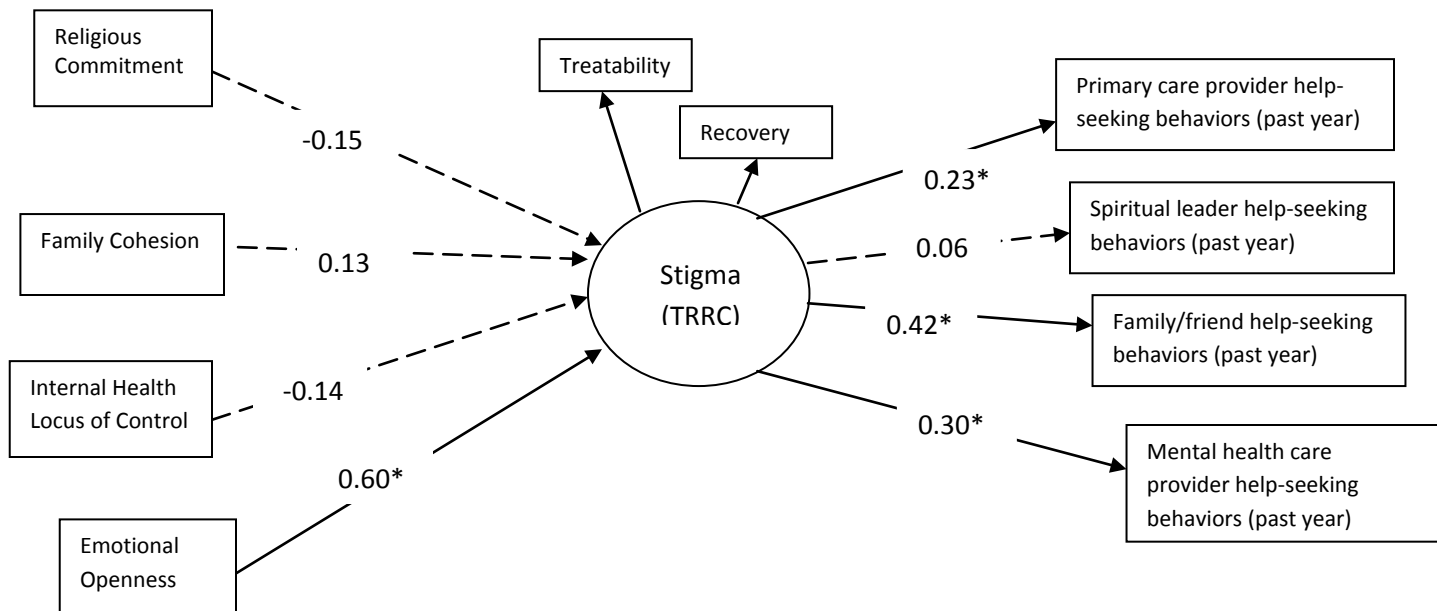 Religious
Commitment
Treatability
Recovery
Primary care provider help-
seeking behaviors (past year)
-0.15
0.23*
Spiritual leader help-seeking
behaviors (past year)
Family Cohesion
0.13
0.06
Stigma
(TRRC)
Family/friend help-seeking
behaviors (past year)
0.42*
Internal Health
Locus of Control
-0.14
0.30*
Mental health care
provider help-seeking
behaviors (past year)
0.60*
Emotional
Openness